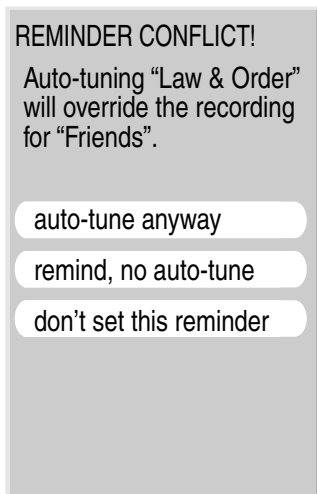 REMINDER CONFLICT!
Auto-tuning “Law & Order”
will override the recording
for “Friends”.
auto-tune anyway
remind, no auto-tune
don’t set this reminder